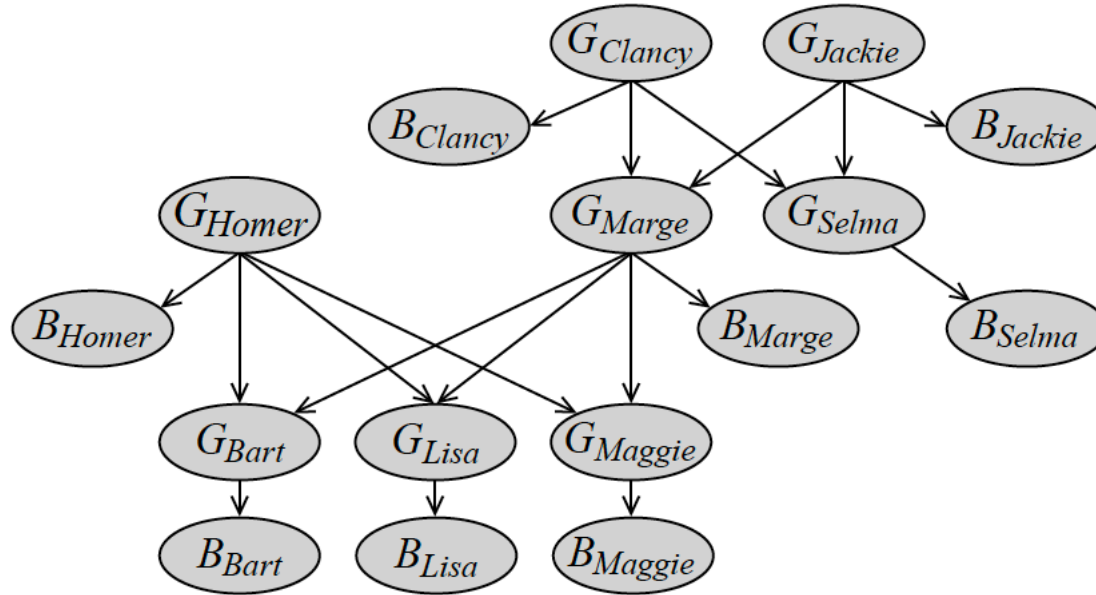 G_Clancy G_Jackie
B_Clancy B_Jackie
G_Homer G_Marge G_Selma
B_Homer B_Marge B_Selma
G_Bart G_Lisa G_Maggie
B_Bart B_Lisa B_Maggie